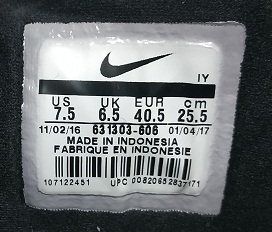 IY
US UK EUR cm
7.5 6.5 40.5 25.5
11/02/16 631303-606 01/04/17
MADE IN INDONESIA
FABRIQUE EN INDONESIE
107122451 UPC 00820652837171